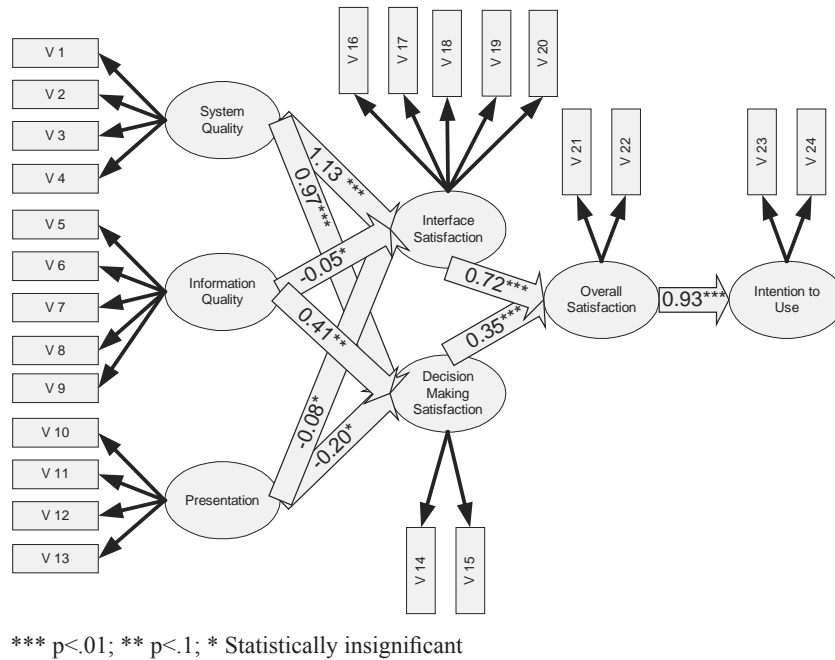 V 1
V 2
V 3
V 4
V 5
V 6
V 7
V 8
V 9
V 10
V 11
V 12
V 13
System
Quality
Information
Quality
Presentation
1.13 ***
0.97***
-0.05*
0.41**
-0.08*
-0.20*
V 16
V 17
V 18
V 19
V 20
Interface
Satisfaction
Decision
Making
Satisfaction
V 14
V 15
0.72***
0.35***
V 21
V 22
Overall
Satisfaction
0.93***
V 23
V 24
Intention to
Use
*** p<.01; ** p<.1; * Statistically insignificant